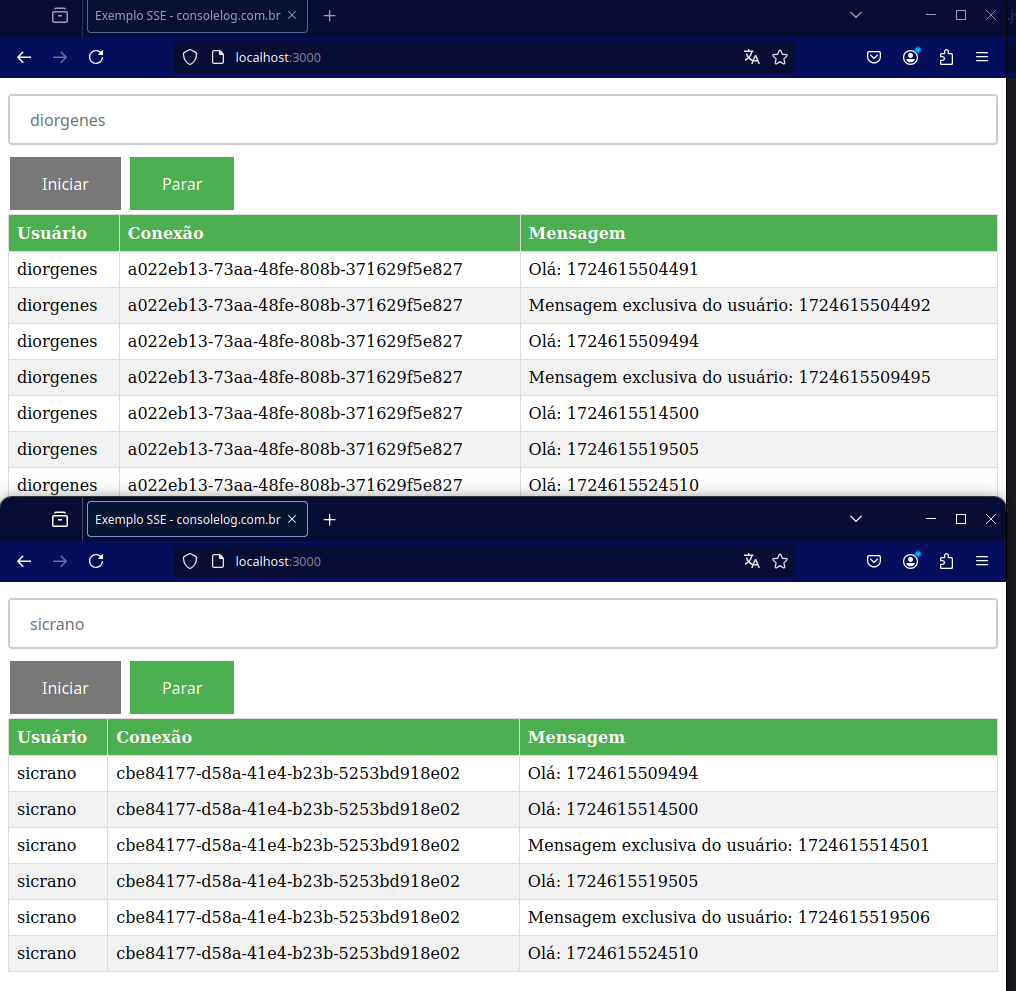 Exemplo SSE - consolelog.com.br
localhost:3000
diorgenes
Iniciar Parar
Usuário Conexão Mensagem
diorgenes a022eb13-73aa-48fe-808b-371629f5e827 Olá: 1724615504491
diorgenes a022eb13-73aa-48fe-808b-371629f5e827 Mensagem exclusiva do usuário: 1724615504492
diorgenes a022eb13-73aa-48fe-808b-371629f5e827 Olá: 1724615509494
diorgenes a022eb13-73aa-48fe-808b-371629f5e827 Mensagem exclusiva do usuário: 1724615509495
diorgenes a022eb13-73aa-48fe-808b-371629f5e827 Olá: 1724615514500
diorgenes a022eb13-73aa-48fe-808b-371629f5e827 Olá: 1724615519505
diorgenes a022eb13-73aa-48fe-808b-371629f5e827 Olá: 1724615524510
Exemplo SSE - consolelog.com.br
localhost:3000
sicrano
Iniciar Parar
Usuário Conexão Mensagem
sicrano cbe84177-d58a-41e4-b23b-5253bd918e02 Olá: 1724615509494
sicrano cbe84177-d58a-41e4-b23b-5253bd918e02 Olá: 1724615514500
sicrano cbe84177-d58a-41e4-b23b-5253bd918e02 Mensagem exclusiva do usuário: 1724615514501
sicrano cbe84177-d58a-41e4-b23b-5253bd918e02 Olá: 1724615519505
sicrano cbe84177-d58a-41e4-b23b-5253bd918e02 Mensagem exclusiva do usuário: 1724615519506
sicrano cbe84177-d58a-41e4-b23b-5253bd918e02 Olá: 1724615524510